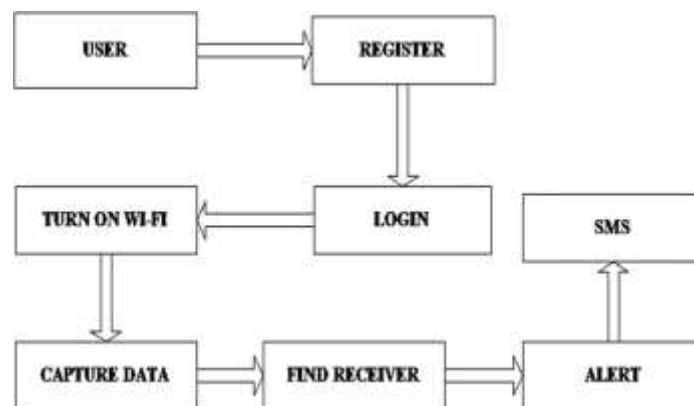 USER
REGISTER
TURN ON WI-FI
LOGIN
SMS
CAPTURE DATA
FIND RECEIVER
ALERT